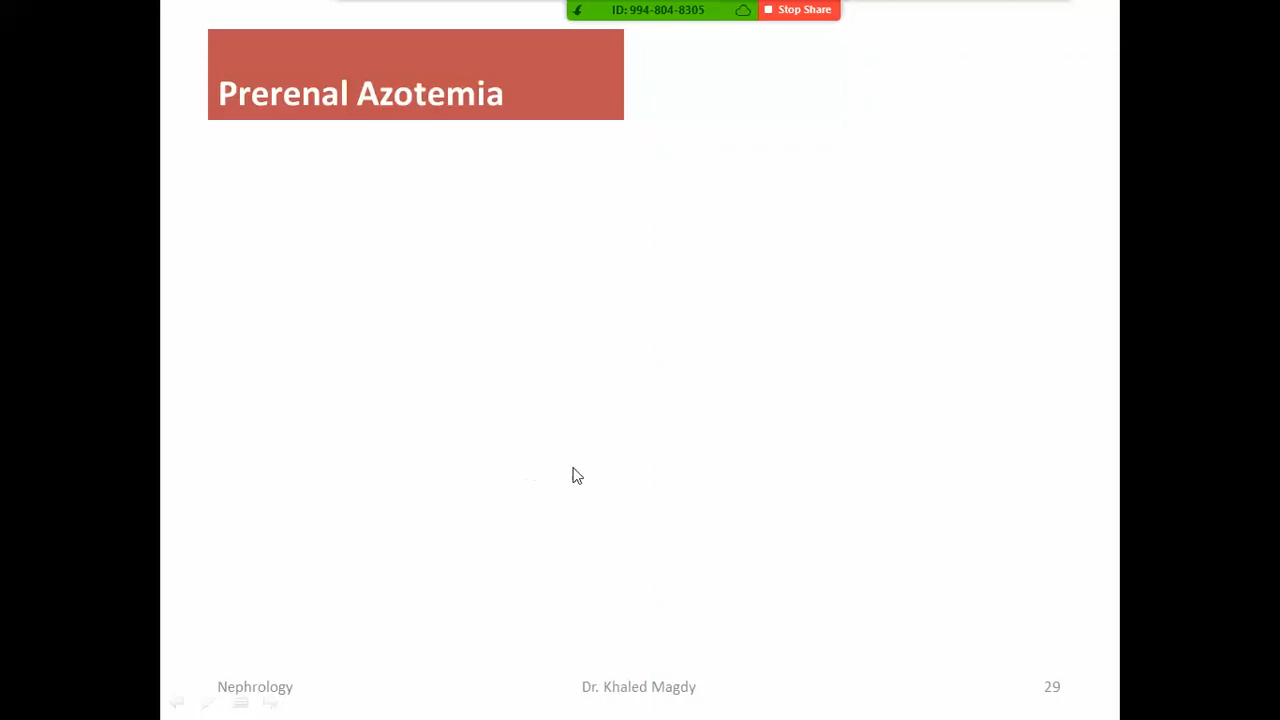 ID: 994-804-8305 Stop Share
Prerenal Azotemia
Nephrology Dr. Khaled Magdy 29